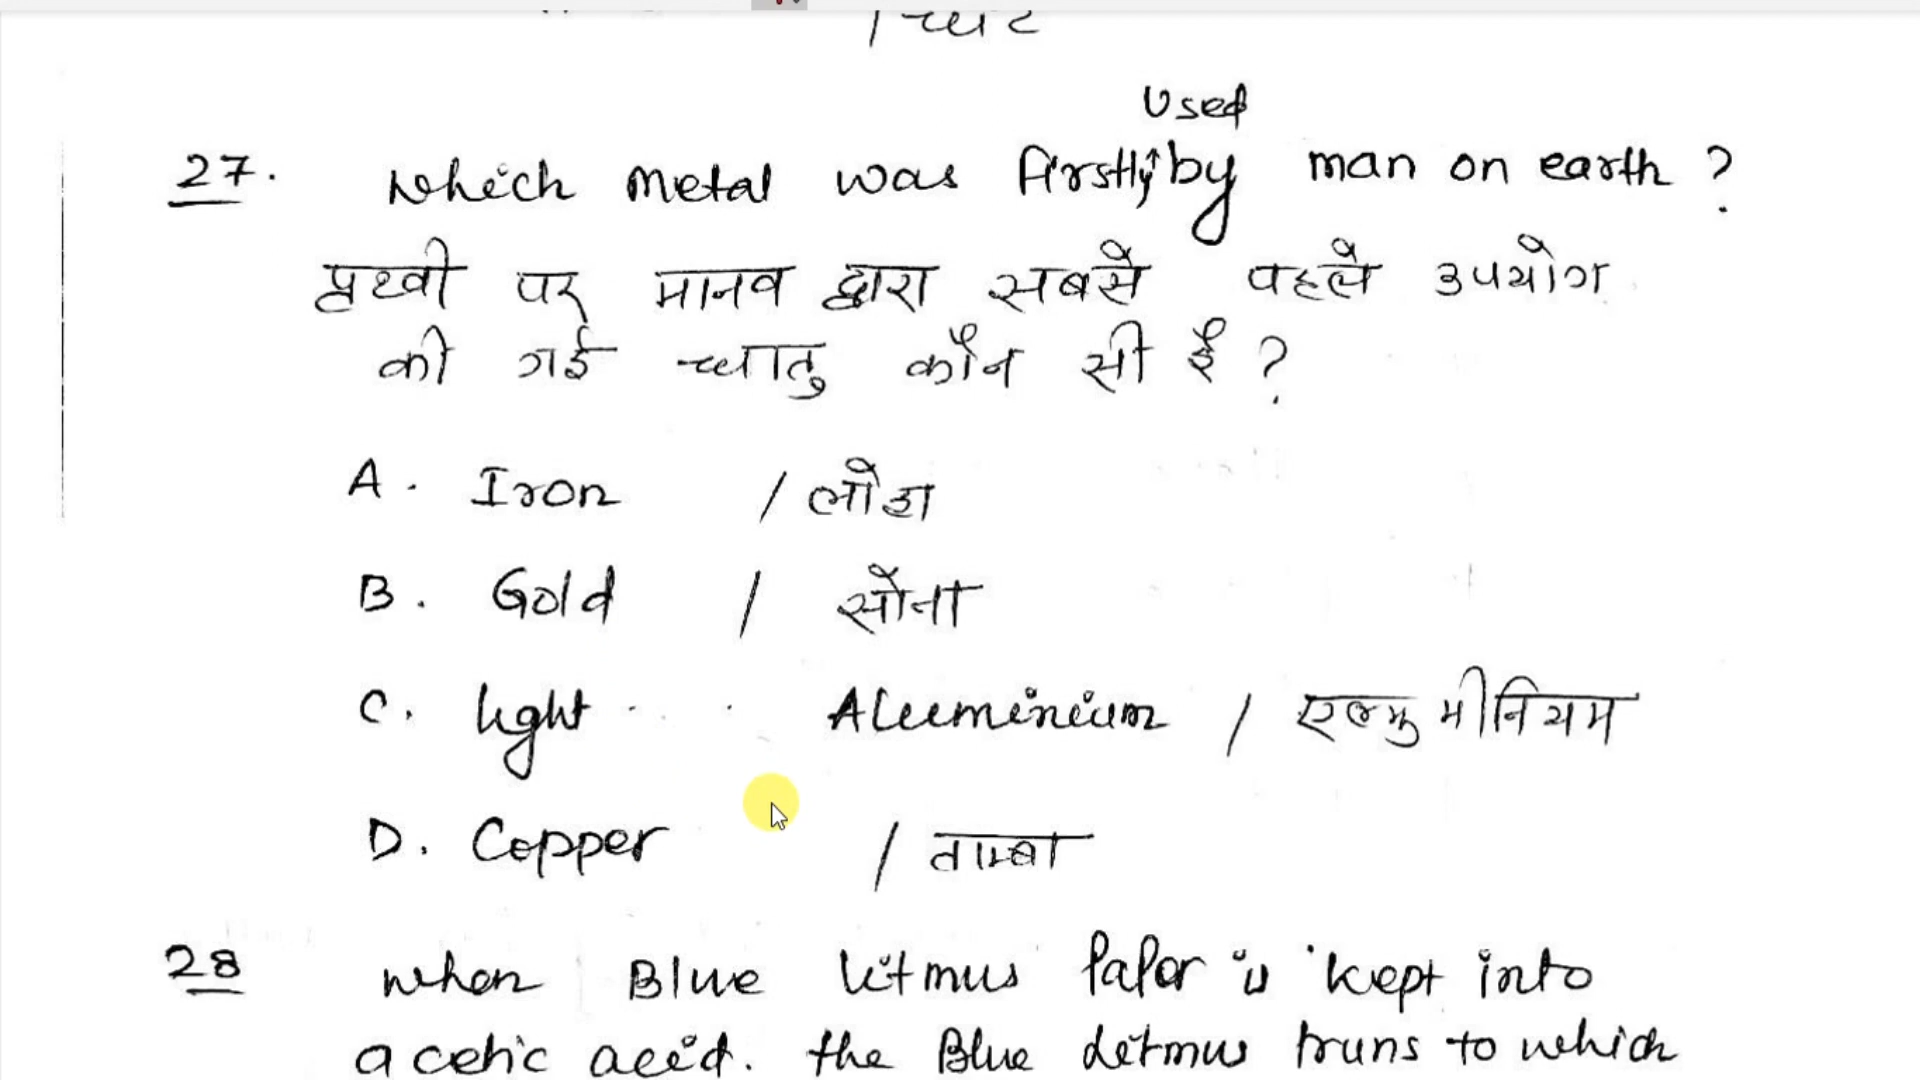 Used
27. which metal was firstly by man on earth ?
पृथ्वी पर मानव द्वारा सबसे पहले उपयोग
की गई धातु कौन सी है ?
A. Iron / लोहा
B. Gold / सोना
C. light Aluminium / एल्युमीनियम
D. Copper / ताम्बा
28 when Blue litmus Paper is kept into
acetic acid. the Blue litmus truns to which